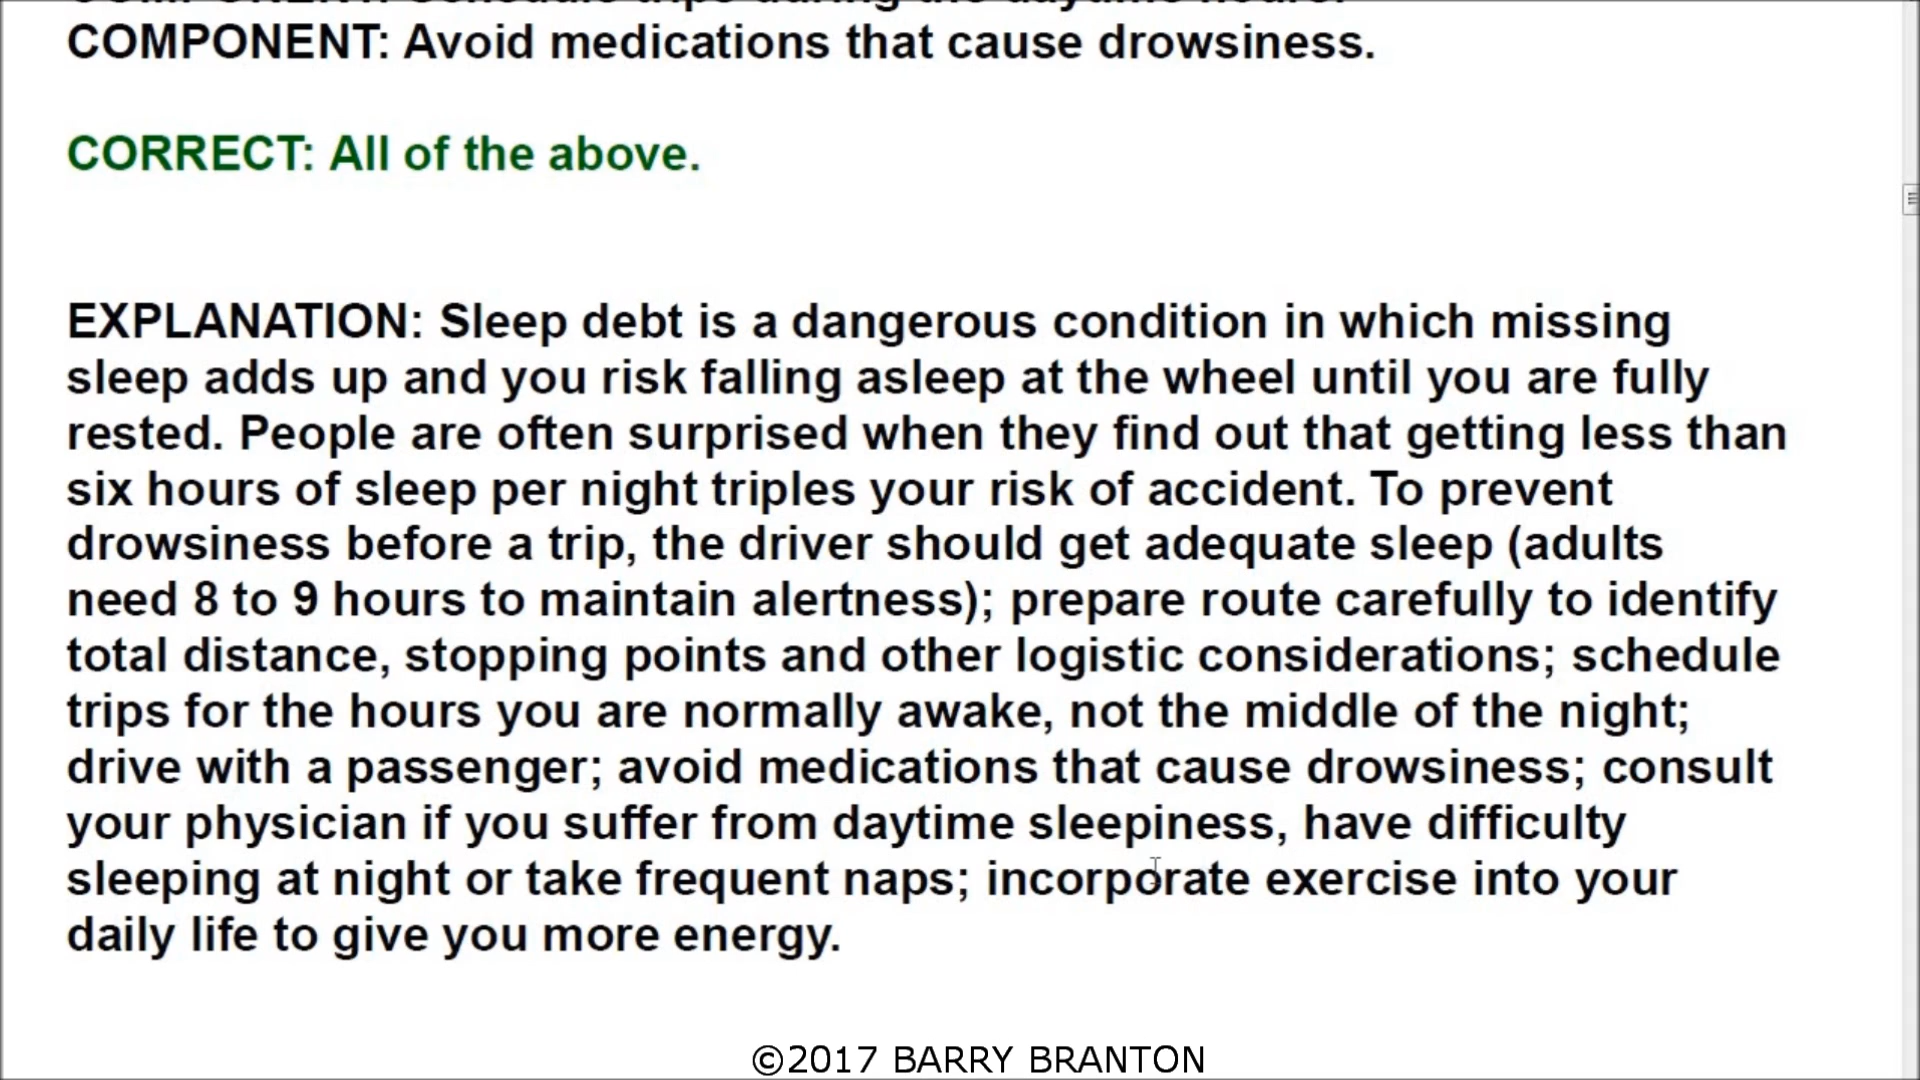 COMPONENT: Schedule trips during the daytime hours.
COMPONENT: Avoid medications that cause drowsiness.
CORRECT: All of the above.
EXPLANATION: Sleep debt is a dangerous condition in which missing
sleep adds up and you risk falling asleep at the wheel until you are fully
rested. People are often surprised when they find out that getting less than
six hours of sleep per night triples your risk of accident. To prevent
drowsiness before a trip, the driver should get adequate sleep (adults
need 8 to 9 hours to maintain alertness); prepare route carefully to identify
total distance, stopping points and other logistic considerations; schedule
trips for the hours you are normally awake, not the middle of the night;
drive with a passenger; avoid medications that cause drowsiness; consult
your physician if you suffer from daytime sleepiness, have difficulty
sleeping at night or take frequent naps; incorporate exercise into your
daily life to give you more energy.
©2017 BARRY BRANTON